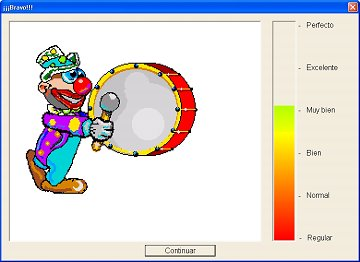 ¡¡¡Bravo!!!
- Perfecto
- Excelente
- Muy bien
- Bien
- Normal
- Regular
Continuar